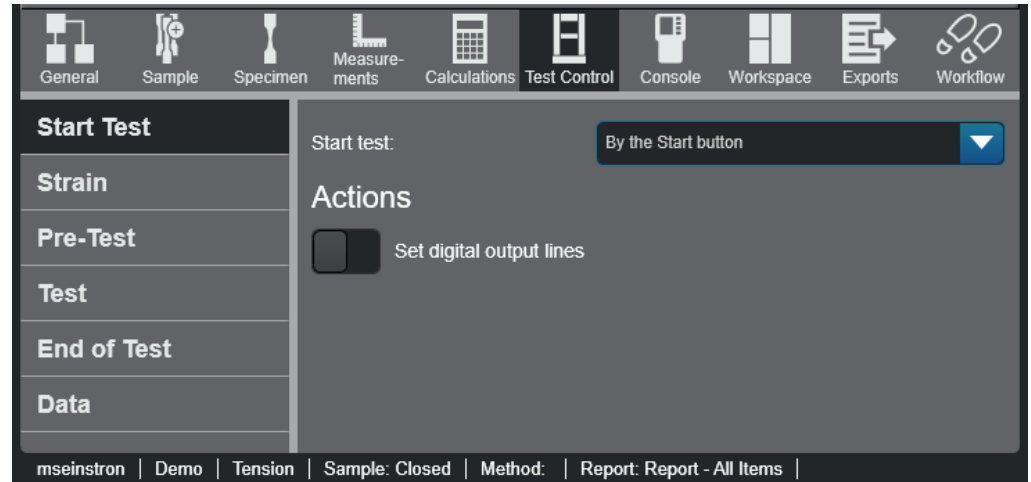 General
Sample
Specimen
Measure-
ments
Calculations
Test Control
Console
Workspace
Exports
Workflow
Start Test
Strain
Pre-Test
Test
End of Test
Data
Start test:
By the Start button
Actions
Set digital output lines
mseinstron | Demo | Tension | Sample: Closed | Method: | Report: Report - All Items |